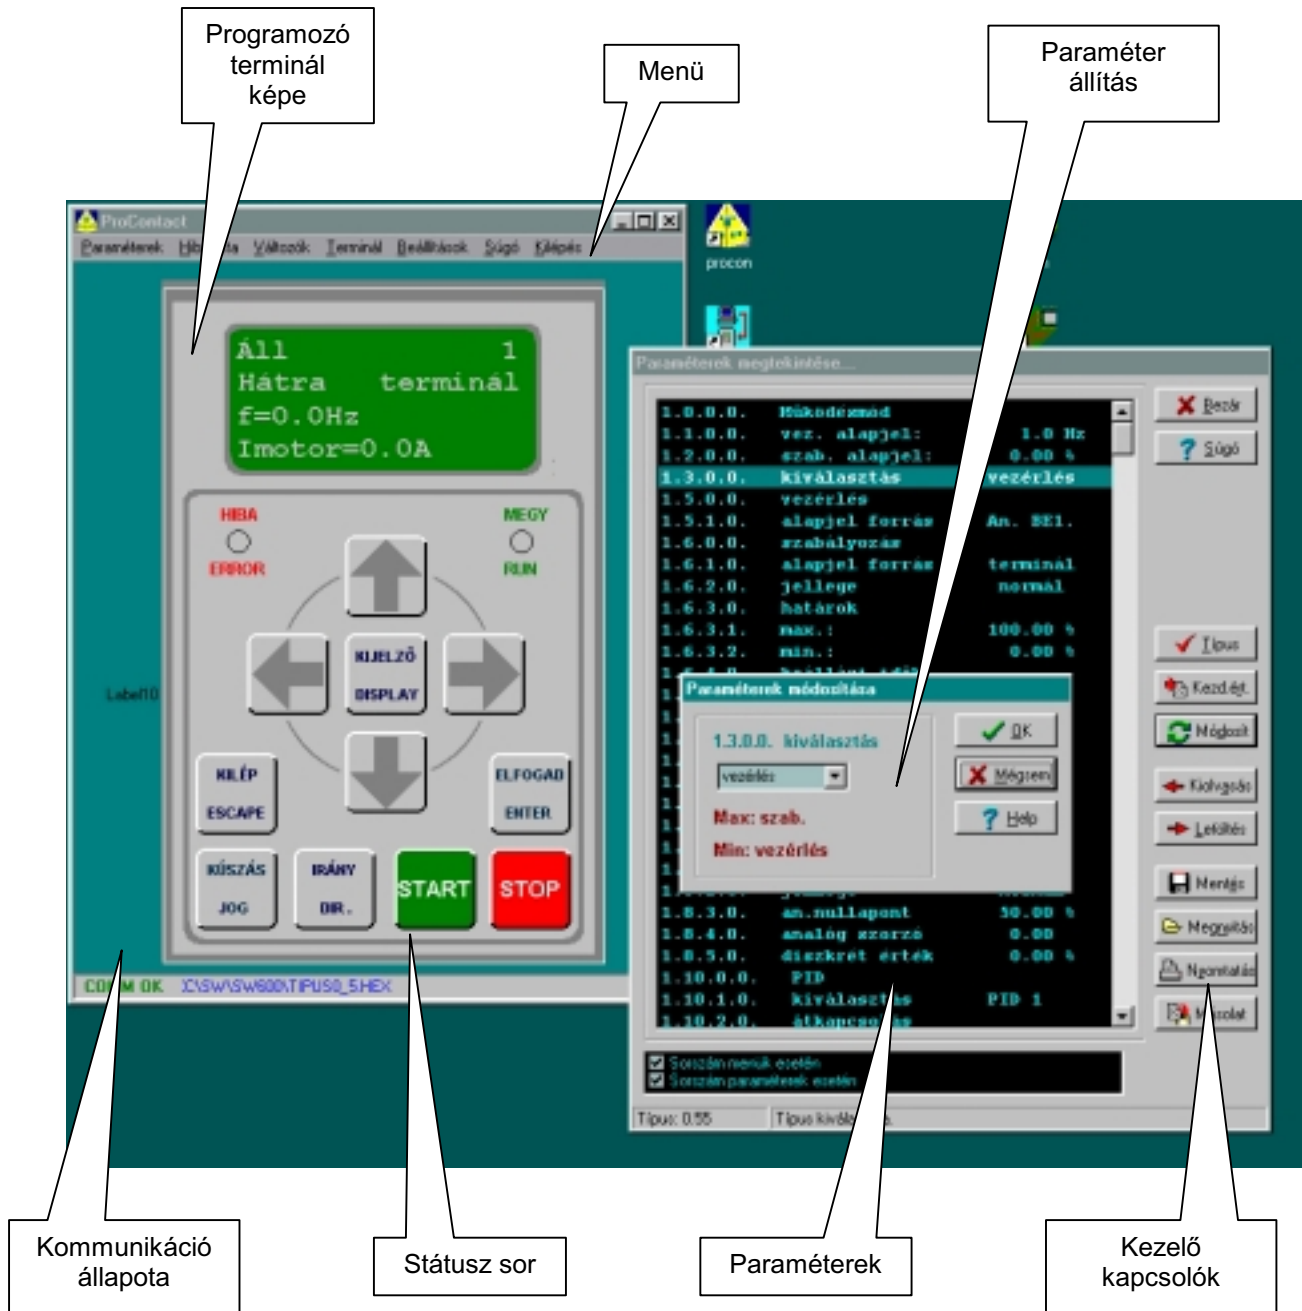 Programozó
terminál
képe
Menü
Paraméter
állítás
ProContact
Paraméterek Változók Terminál Beállítások Súgó Kilépés
procon
Áll 1
Hátra terminál
f=0.0Hz
Imotor=0.0A
HIBA
ERROR
MEGY
RUN
KIJELZŐ
DISPLAY
Label10
KILÉP
ESCAPE
ELFOGAD
ENTER
KÚSZÁS
JOG
IRÁNY
DIR.
START
STOP
COMM OK C:\SW\SW600\TIPUS0_5.HEX
Paraméterek megtekintése...
1.0.0.0. Működésmód
1.1.0.0. vez. alapjel: 1.0 Hz
1.2.0.0. szab. alapjel: 0.00 %
1.3.0.0. kiválasztás vezérlés
1.5.0.0. vezérlés
1.5.1.0. alapjel forrás An. BE1.
1.6.0.0. szabályozás
1.6.1.0. alapjel forrás terminál
1.6.2.0. jellege normál
1.6.3.0. határok
1.6.3.1. max.: 100.00 %
1.6.3.2. min.: 0.00 %
Paraméterek módosítása
1.3.0.0. kiválasztás
vezérlés
Max: szab.
Min: vezérlés
OK
Mégsem
Help
1.8.3.0. an.nullapont 50.00 %
1.8.4.0. analóg szorzó 0.00
1.8.5.0. diszkrét érték 0.00 %
1.10.0.0. PID
1.10.1.0. kiválasztás PID 1
1.10.2.0. átkapcsolás
Sorszám menük esetén
Sorszám paraméterek esetén
Típus: 0.55 Típus
Bezár
Súgó
Típus
Kezd.ért.
Módosít
Kiolvasás
Letöltés
Mentés
Megnyitás
Nyomtatás
Másolat
Kommunikáció
állapota
Státusz sor
Paraméterek
Kezelő
kapcsolók